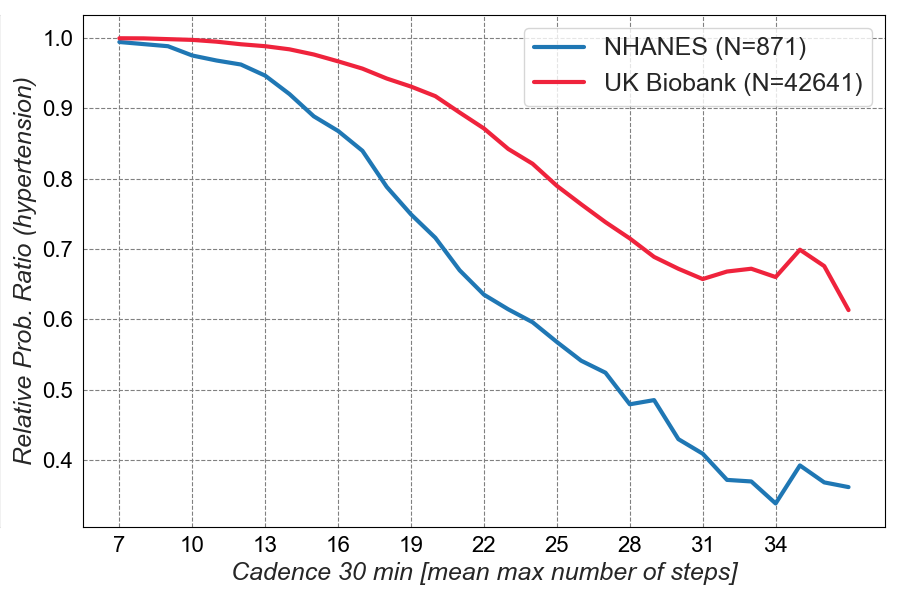 NHANES (N=871)
UK Biobank (N=42641)
Relative Prob. Ratio (hypertension)
1.0
0.9
0.8
0.7
0.6
0.5
0.4
7 10 13 16 19 22 25 28 31 34
Cadence 30 min [mean max number of steps]